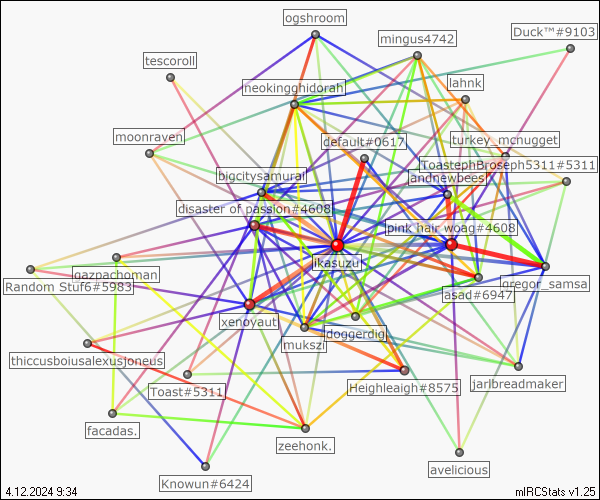 ogshroom
Duck™#9103
mingus4742
tescoroll
lahnk
neokingghidorah
moonraven
default#0617
turkey_mcnugget
ToastephBroseph5311#5311
bigcitysamurai
andnewbees
disaster of passion#4608
pink hair woag#4608
ikasuzu
gazpachoman
Random Stuf6#5983
gregor_samsa
asad#6947
xenoyaut
doggerdig
mukszi
thiccusboiusalexusjoneus
Toast#5311
Heighleaigh#8575
jarlbreadmaker
facadas.
zeehonk.
avelicious
Knowun#6424
4.12.2024 9:34
mIRCStats v1.25